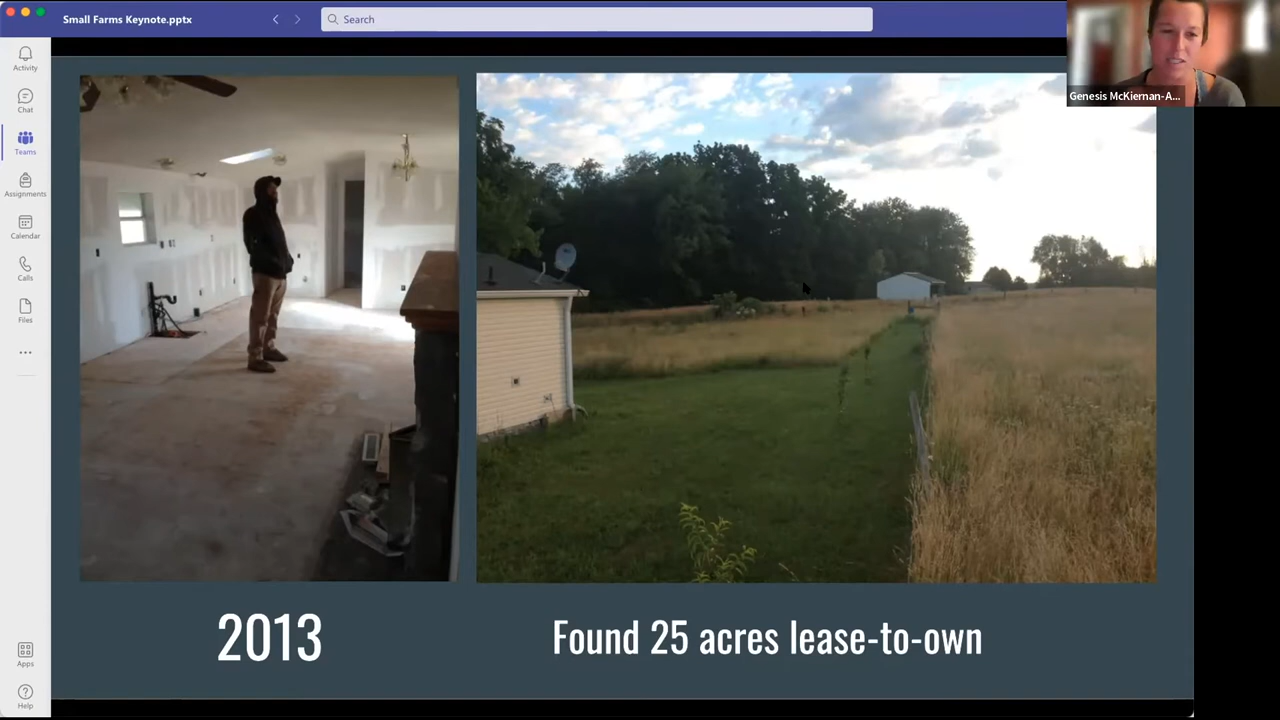 Small Farms Keynote.pptx
Search
Genesis McKiernan-A...
Activity
Chat
Teams
Assignments
Calendar
Calls
Files
...
Apps
Help
2013
Found 25 acres lease-to-own